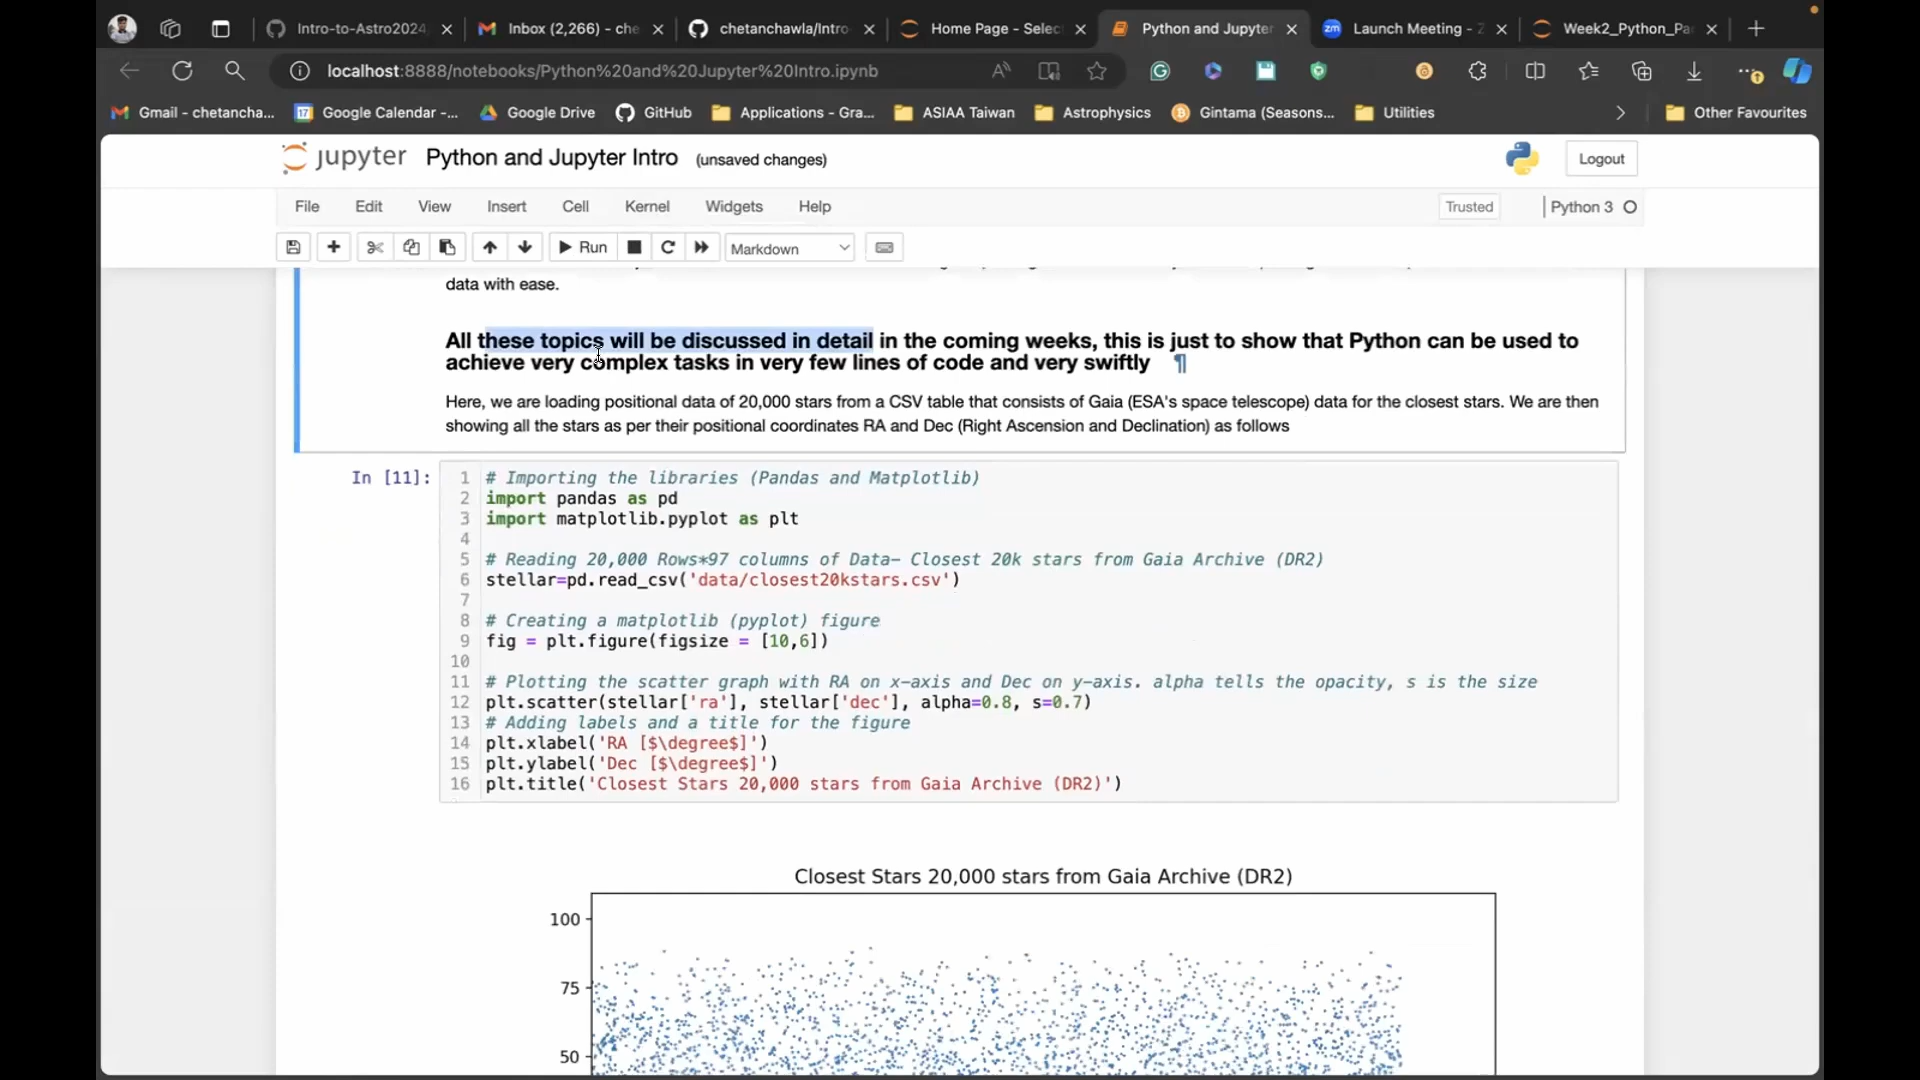 Intro-to-Astro2024
Inbox (2,266) – che
chetanchawla/Intro
Home Page - Selec
Python and Jupyter
Launch Meeting - Z
Week2_Python_Pa
localhost:8888/notebooks/Python%20and%20Jupyter%20Intro.ipynb
Gmail - chetancha...
Google Calendar -...
Google Drive
GitHub
Applications - Gra...
ASIAA Taiwan
Astrophysics
Gintama (Seasons...
Utilities
Other Favourites
jupyter Python and Jupyter Intro (unsaved changes)
Logout
File Edit View Insert Cell Kernel Widgets Help
Trusted
Python 3
Run
Markdown
data with ease.
All these topics will be discussed in detail in the coming weeks, this is just to show that Python can be used to
achieve very complex tasks in very few lines of code and very swiftly ¶
Here, we are loading positional data of 20,000 stars from a CSV table that consists of Gaia (ESA's space telescope) data for the closest stars. We are then
showing all the stars as per their positional coordinates RA and Dec (Right Ascension and Declination) as follows
In [11]:
1 # Importing the libraries (Pandas and Matplotlib)
2 import pandas as pd
3 import matplotlib.pyplot as plt
4
5 # Reading 20,000 Rows*97 columns of Data- Closest 20k stars from Gaia Archive (DR2)
6 stellar=pd.read_csv('data/closest20kstars.csv')
7
8 # Creating a matplotlib (pyplot) figure
9 fig = plt.figure(figsize = [10,6])
10
11 # Plotting the scatter graph with RA on x-axis and Dec on y-axis. alpha tells the opacity, s is the size
12 plt.scatter(stellar['ra'], stellar['dec'], alpha=0.8, s=0.7)
13 # Adding labels and a title for the figure
14 plt.xlabel('RA [$\degree$]')
15 plt.ylabel('Dec [$\degree$]')
16 plt.title('Closest Stars 20,000 stars from Gaia Archive (DR2)')
Closest Stars 20,000 stars from Gaia Archive (DR2)
100
75
50